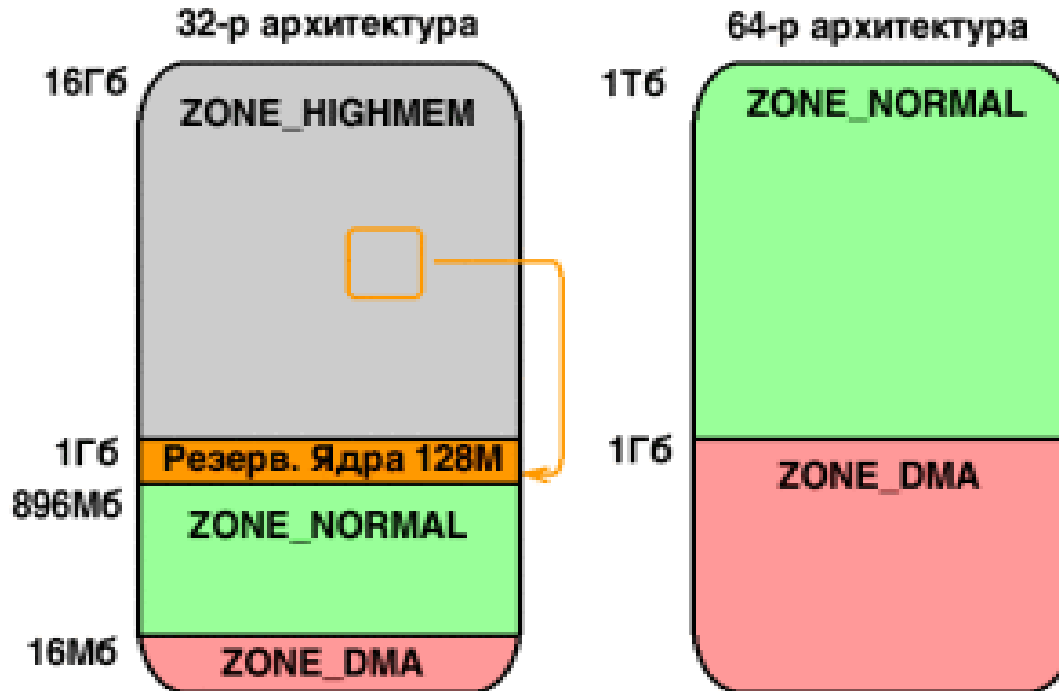 32-р архитектура
16Гб
ZONE_HIGHMEM
1Гб
Резерв. Ядра 128М
896Мб
ZONE_NORMAL
16Мб
ZONE_DMA
64-р архитектура
1Тб
ZONE_NORMAL
1Гб
ZONE_DMA